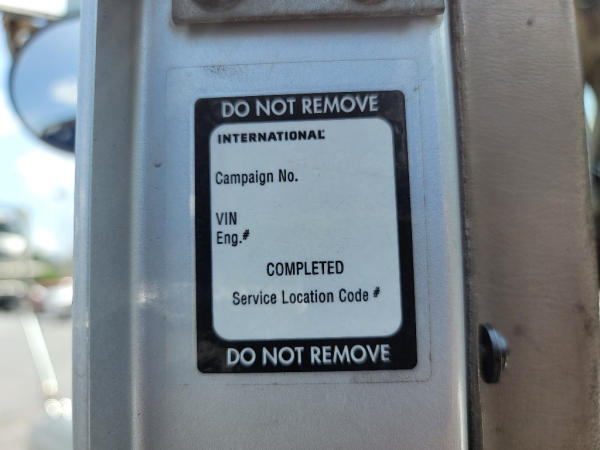 DO NOT REMOVE
INTERNATIONAL
Campaign No.
VIN
Eng.#
COMPLETED
Service Location Code #
DO NOT REMOVE